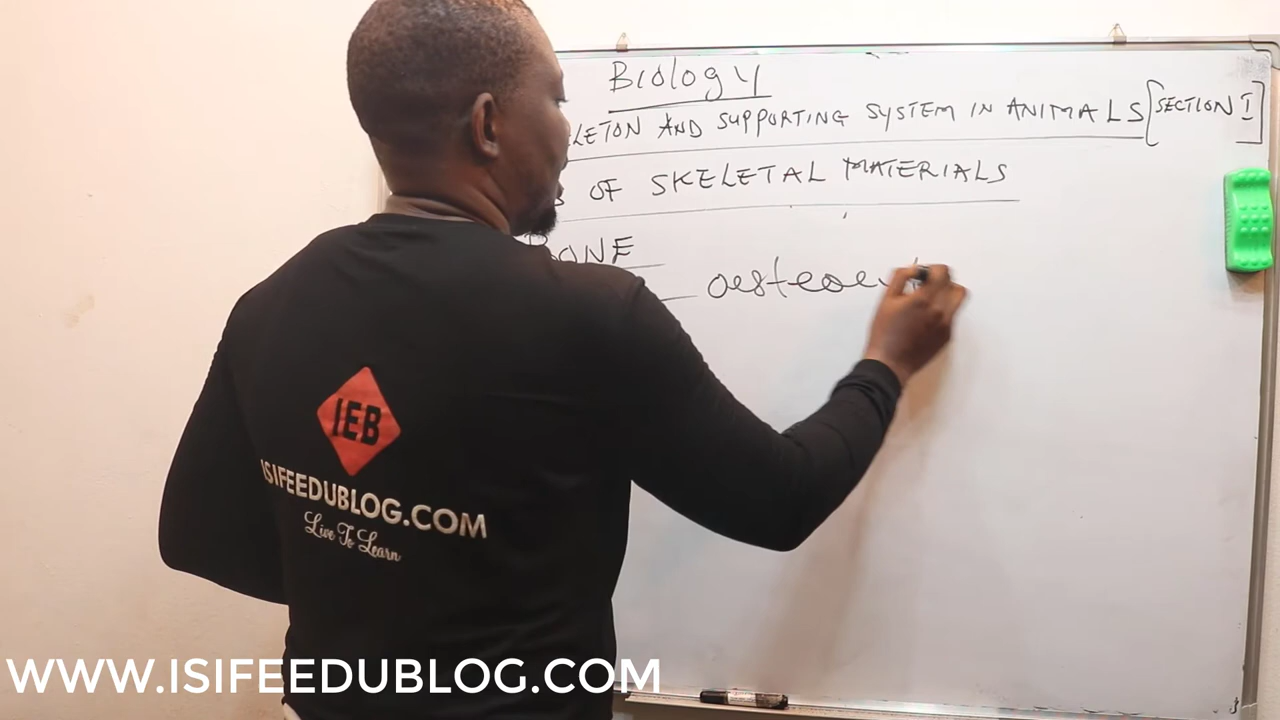 Biology
LETON AND SUPPORTING SYSTEM IN ANIMALS [SECTION I]
S OF SKELETAL MATERIALS
BONE
IEB
ISIFEEDUBLOG.COM
Live To Learn
WWW.ISIFEEDUBLOG.COM